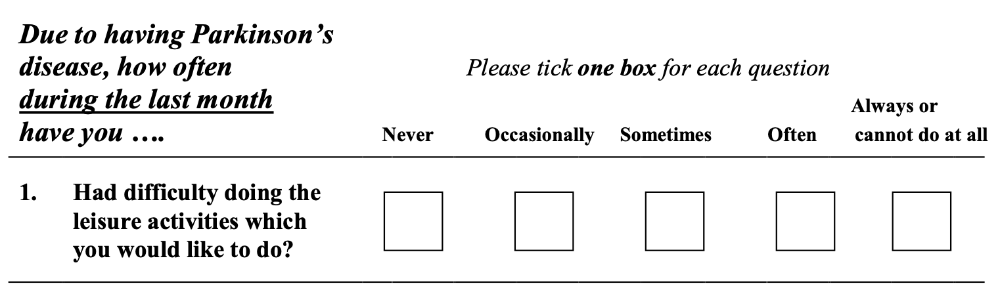 Due to having Parkinson’s
disease, how often
during the last month
have you ….
Please tick one box for each question
Never Occasionally Sometimes Often Always or
cannot do at all
1. Had difficulty doing the
leisure activities which
you would like to do?